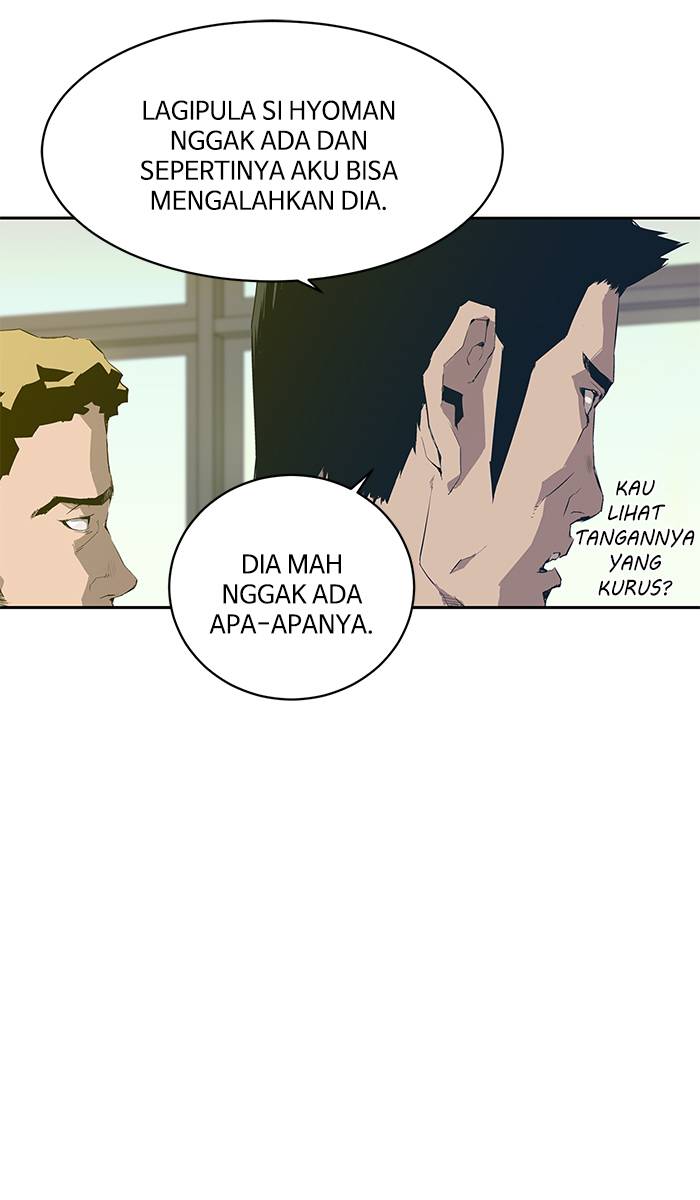 LAGIPULA SI HYOMAN
NGGAK ADA DAN
SEPERTINYA AKU BISA
MENGALAHKAN DIA.
DIA MAH
NGGAK ADA
APA-APANYA.
KAU
LIHAT
TANGANNYA
YANG
KURUS?